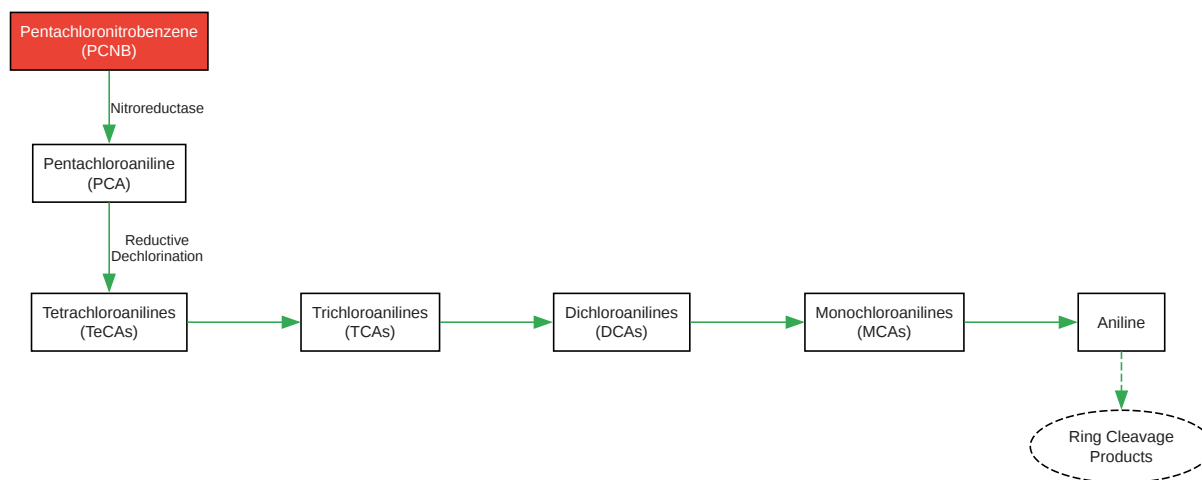 Pentachloronitrobenzene
(PCNB)
Nitroreductase
Pentachloroaniline
(PCA)
Reductive
Dechlorination
Tetrachloroanilines
(TeCAs)
Trichloroanilines
(TCAs)
Dichloroanilines
(DCAs)
Monochloroanilines
(MCAs)
Aniline
Ring Cleavage
Products